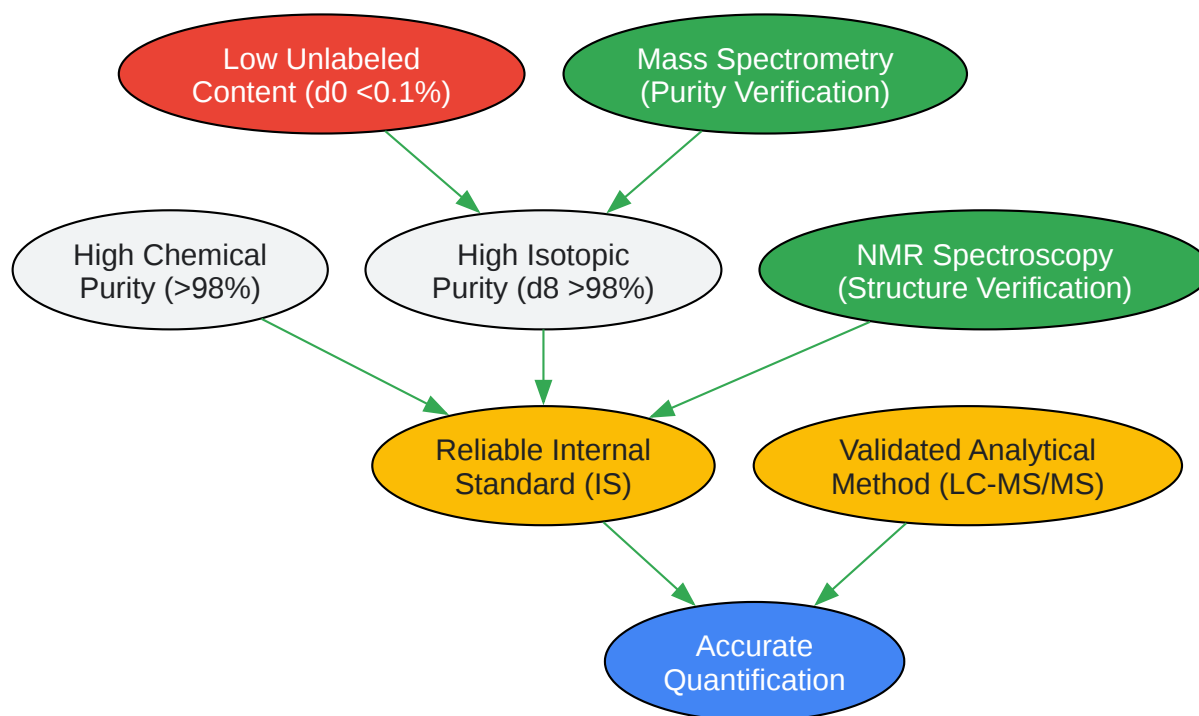 Low Unlabeled
Content (d0 <0.1%)
Mass Spectrometry
(Purity Verification)
High Chemical
Purity (>98%)
High Isotopic
Purity (d8 >98%)
NMR Spectroscopy
(Structure Verification)
Reliable Internal
Standard (IS)
Validated Analytical
Method (LC-MS/MS)
Accurate
Quantification